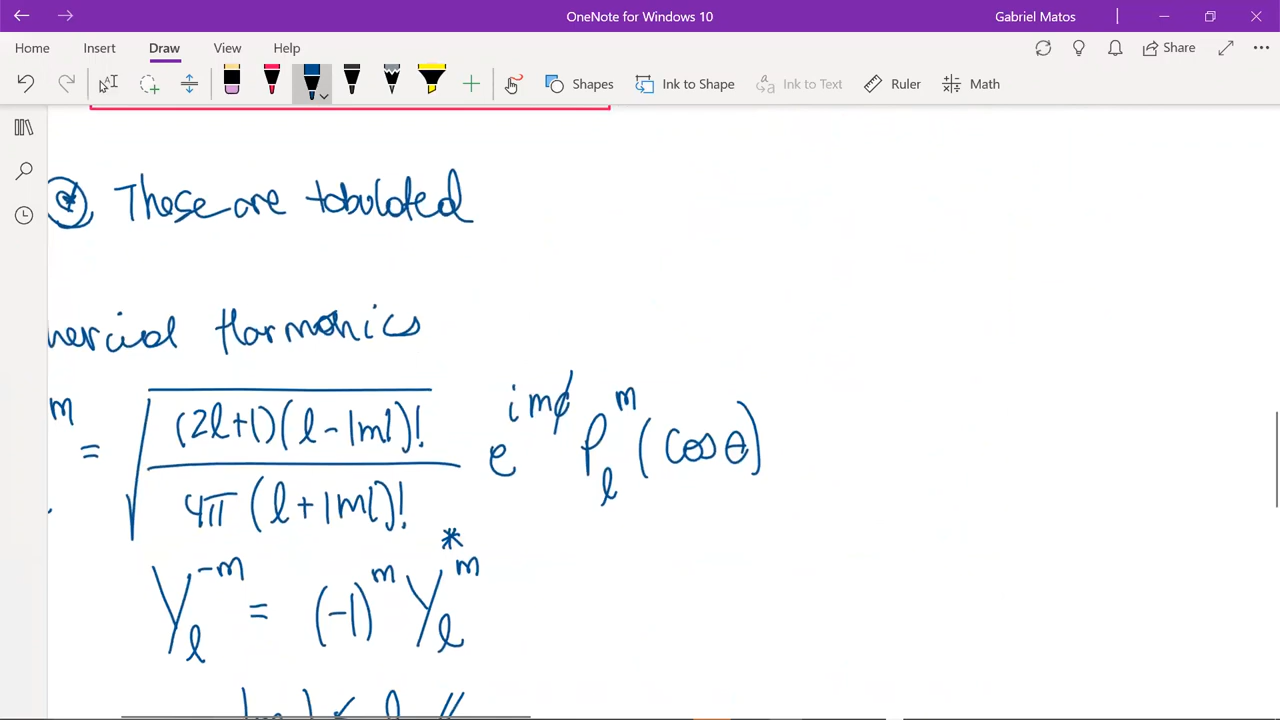 OneNote for Windows 10
Gabriel Matos
Home Insert Draw View Help
Share
Shapes Ink to Shape Ink to Text Ruler Math
These are tabulated
herical Harmonics
m = √((2l+1)(l-|m|)! / 4π(l+|m|)!) e^{imφ} P_l^m (cosθ)
Y_l^{-m} = (-1)^m Y_l^{m*}